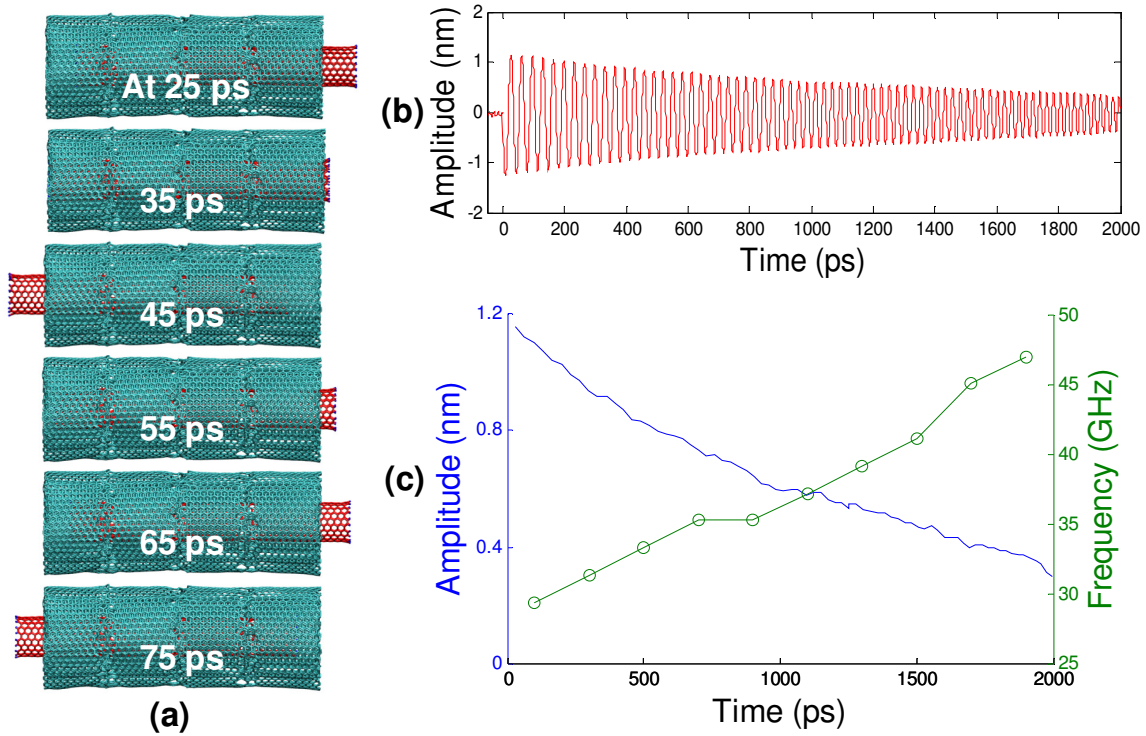 At 25 ps
35 ps
45 ps
55 ps
65 ps
75 ps
(a)
(b)
Amplitude (nm)
2
1
0
-1
-2
0 200 400 600 800 1000 1200 1400 1600 1800 2000
Time (ps)
(c)
Amplitude (nm)
1.2
0.8
0.4
0
Frequency (GHz)
50
45
40
35
30
25
0 500 1000 1500 2000
Time (ps)